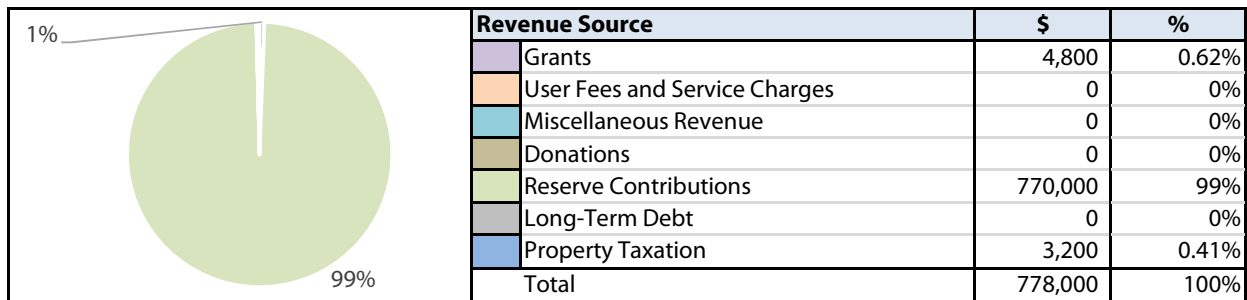 1%
99%
Revenue Source $ %
Grants 4,800 0.62%
User Fees and Service Charges 0 0%
Miscellaneous Revenue 0 0%
Donations 0 0%
Reserve Contributions 770,000 99%
Long-Term Debt 0 0%
Property Taxation 3,200 0.41%
Total 778,000 100%